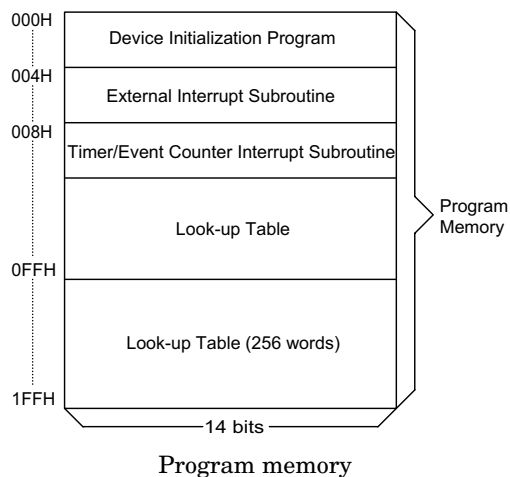 000H
Device Initialization Program
004H
External Interrupt Subroutine
008H
Timer/Event Counter Interrupt Subroutine
Program
Memory
Look-up Table
0FFH
Look-up Table (256 words)
1FFH
14 bits
Program memory